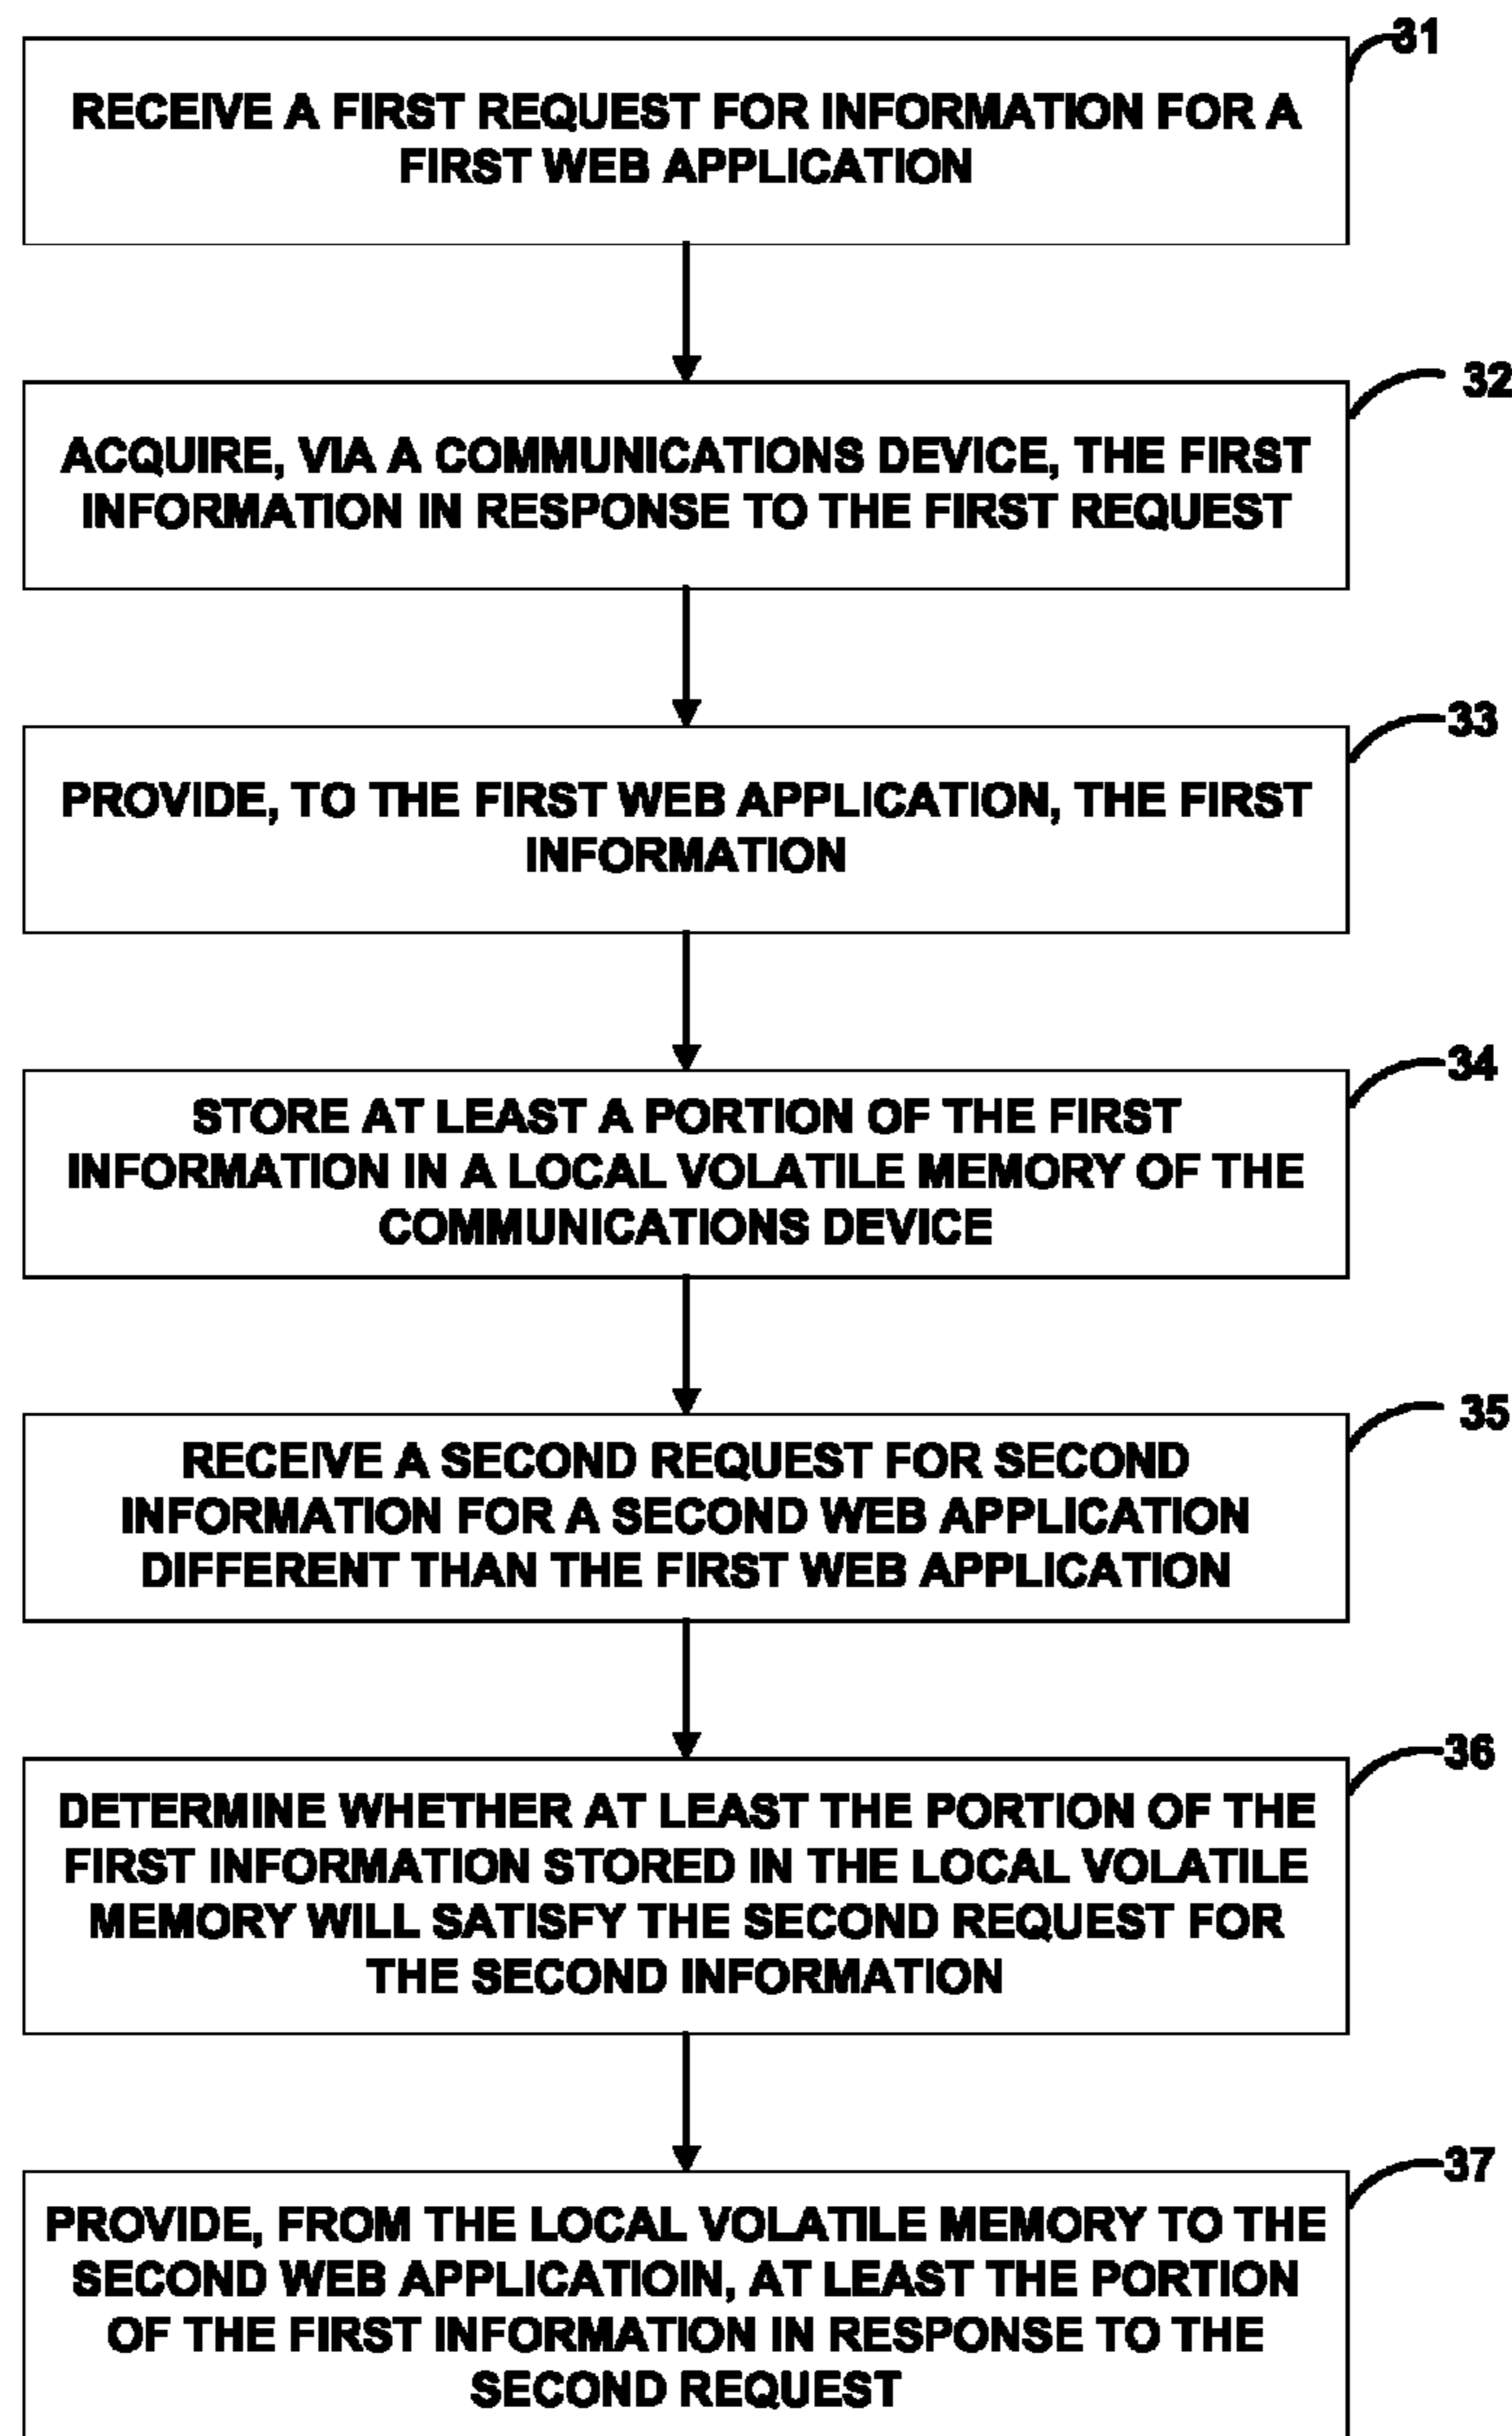 31
RECEIVE A FIRST REQUEST FOR INFORMATION FOR A
FIRST WEB APPLICATION
32
ACQUIRE, VIA A COMMUNICATIONS DEVICE, THE FIRST
INFORMATION IN RESPONSE TO THE FIRST REQUEST
33
PROVIDE, TO THE FIRST WEB APPLICATION, THE FIRST
INFORMATION
34
STORE AT LEAST A PORTION OF THE FIRST
INFORMATION IN A LOCAL VOLATILE MEMORY OF THE
COMMUNICATIONS DEVICE
35
RECEIVE A SECOND REQUEST FOR SECOND
INFORMATION FOR A SECOND WEB APPLICATION
DIFFERENT THAN THE FIRST WEB APPLICATION
36
DETERMINE WHETHER AT LEAST THE PORTION OF THE
FIRST INFORMATION STORED IN THE LOCAL VOLATILE
MEMORY WILL SATISFY THE SECOND REQUEST FOR
THE SECOND INFORMATION
37
PROVIDE, FROM THE LOCAL VOLATILE MEMORY TO THE
SECOND WEB APPLICATIOIN, AT LEAST THE PORTION
OF THE FIRST INFORMATION IN RESPONSE TO THE
SECOND REQUEST